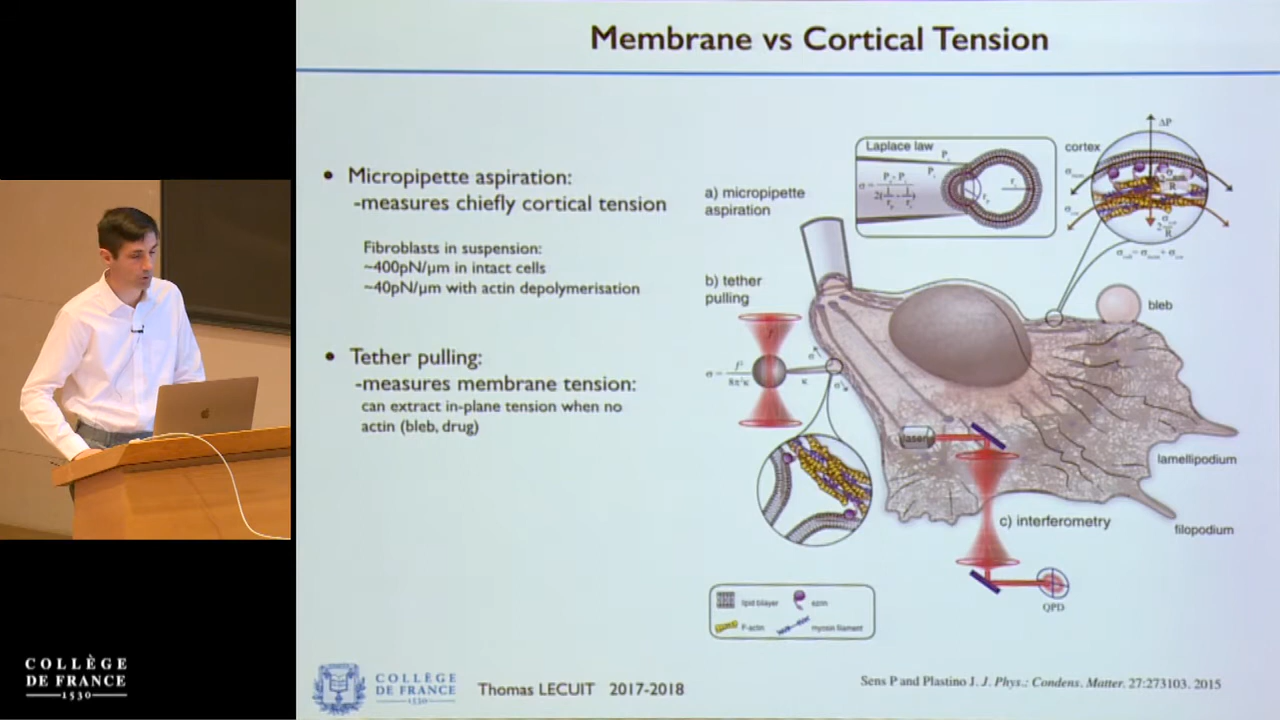 Membrane vs Cortical Tension
• Micropipette aspiration:
-measures chiefly cortical tension
Fibroblasts in suspension:
~400pN/µm in intact cells
~40pN/µm with actin depolymerisation
• Tether pulling:
-measures membrane tension:
can extract in-plane tension when no
actin (bleb, drug)
a) micropipette
aspiration
Laplace law
cortex
ΔP
b) tether
pulling
bleb
laser
lamellipodium
c) interferometry
filopodium
QPD
lipid bilayer
ezrin
F-actin
myosin filament
COLLÈGE
DE FRANCE
1530
COLLÈGE
DE FRANCE
1530
Thomas LECUIT 2017-2018
Sens P and Plastino J. J. Phys.: Condens. Matter. 27:273103. 2015